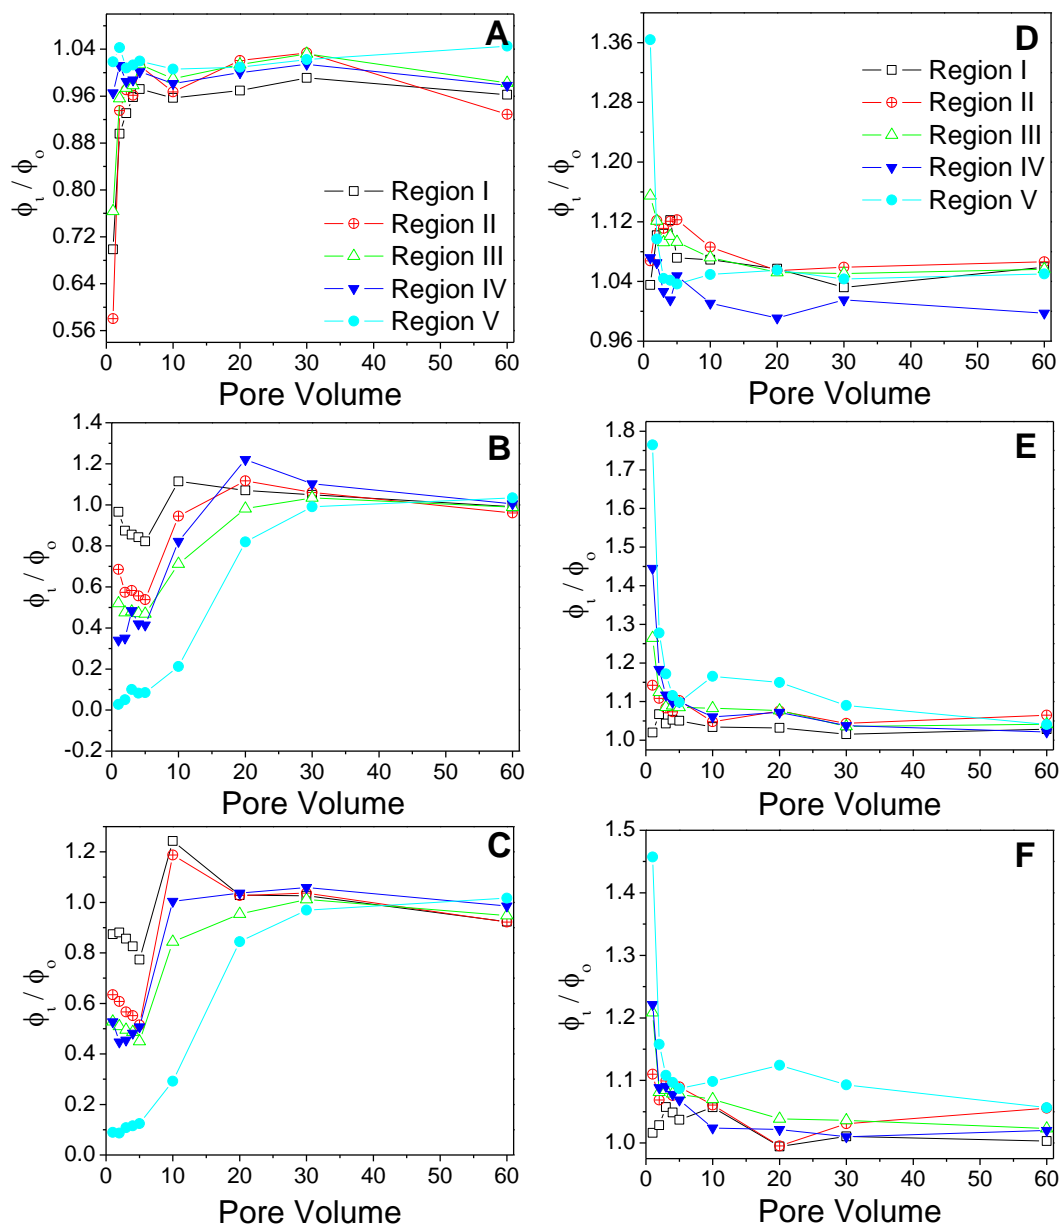 A
1.04
0.96
0.88
0.80
0.72
0.64
0.56
ϕι / ϕo
Region I
Region II
Region III
Region IV
Region V
0 10 20 30 40 50 60
Pore Volume
B
1.4
1.2
1.0
0.8
0.6
0.4
0.2
0.0
-0.2
ϕι / ϕo
0 10 20 30 40 50 60
Pore Volume
C
1.2
1.0
0.8
0.6
0.4
0.2
0.0
ϕι / ϕo
0 10 20 30 40 50 60
Pore Volume
D
1.36
1.28
1.20
1.12
1.04
0.96
ϕι / ϕo
Region I
Region II
Region III
Region IV
Region V
0 10 20 30 40 50 60
Pore Volume
E
1.8
1.7
1.6
1.5
1.4
1.3
1.2
1.1
1.0
ϕι / ϕo
0 10 20 30 40 50 60
Pore Volume
F
1.5
1.4
1.3
1.2
1.1
1.0
ϕι / ϕo
0 10 20 30 40 50 60
Pore Volume